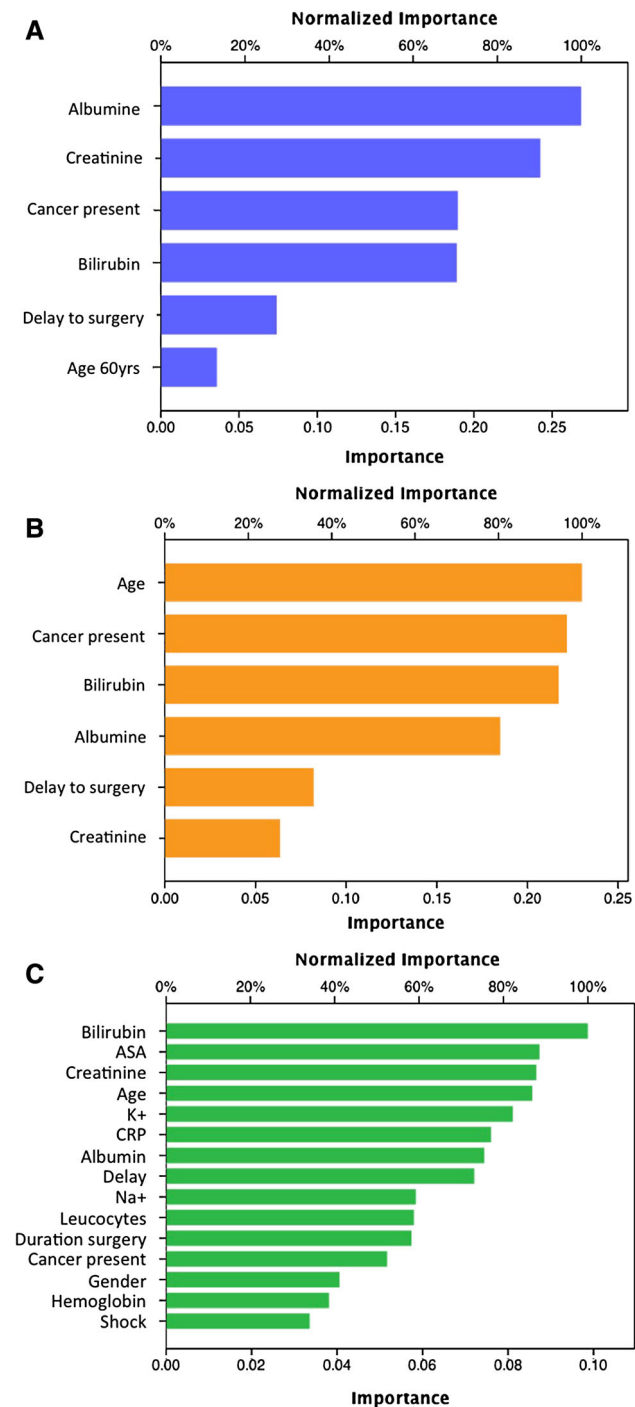 A
Normalized Importance
0% 20% 40% 60% 80% 100%
Albumine
Creatinine
Cancer present
Bilirubin
Delay to surgery
Age 60yrs
0.00 0.05 0.10 0.15 0.20 0.25
Importance
B
Normalized Importance
0% 20% 40% 60% 80% 100%
Age
Cancer present
Bilirubin
Albumine
Delay to surgery
Creatinine
0.00 0.05 0.10 0.15 0.20 0.25
Importance
C
Normalized Importance
0% 20% 40% 60% 80% 100%
Bilirubin
ASA
Creatinine
Age
K+
CRP
Albumin
Delay
Na+
Leucocytes
Duration surgery
Cancer present
Gender
Hemoglobin
Shock
0.00 0.02 0.04 0.06 0.08 0.10
Importance